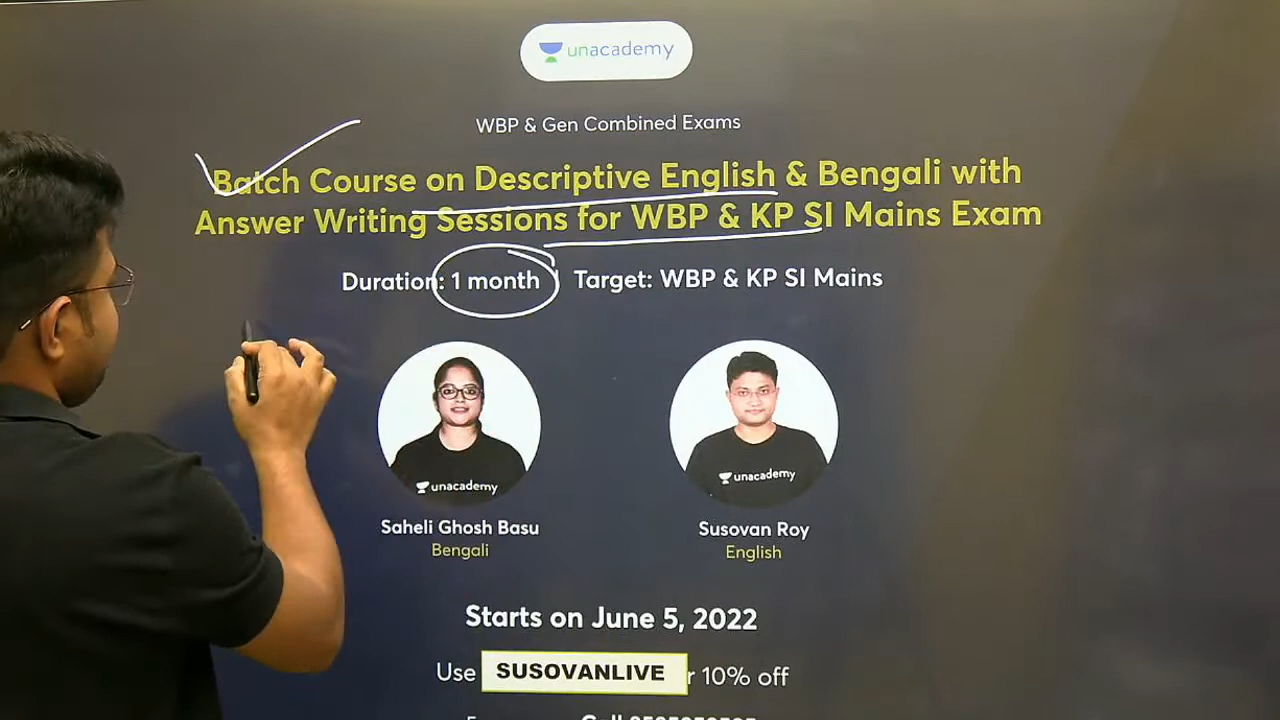 unacademy
WBP & Gen Combined Exams
Batch Course on Descriptive English & Bengali with
Answer Writing Sessions for WBP & KP SI Mains Exam
Duration: 1 month Target: WBP & KP SI Mains
unacademy unacademy
Saheli Ghosh Basu Susovan Roy
Bengali English
Starts on June 5, 2022
Use SUSOVANLIVE r 10% off
Call